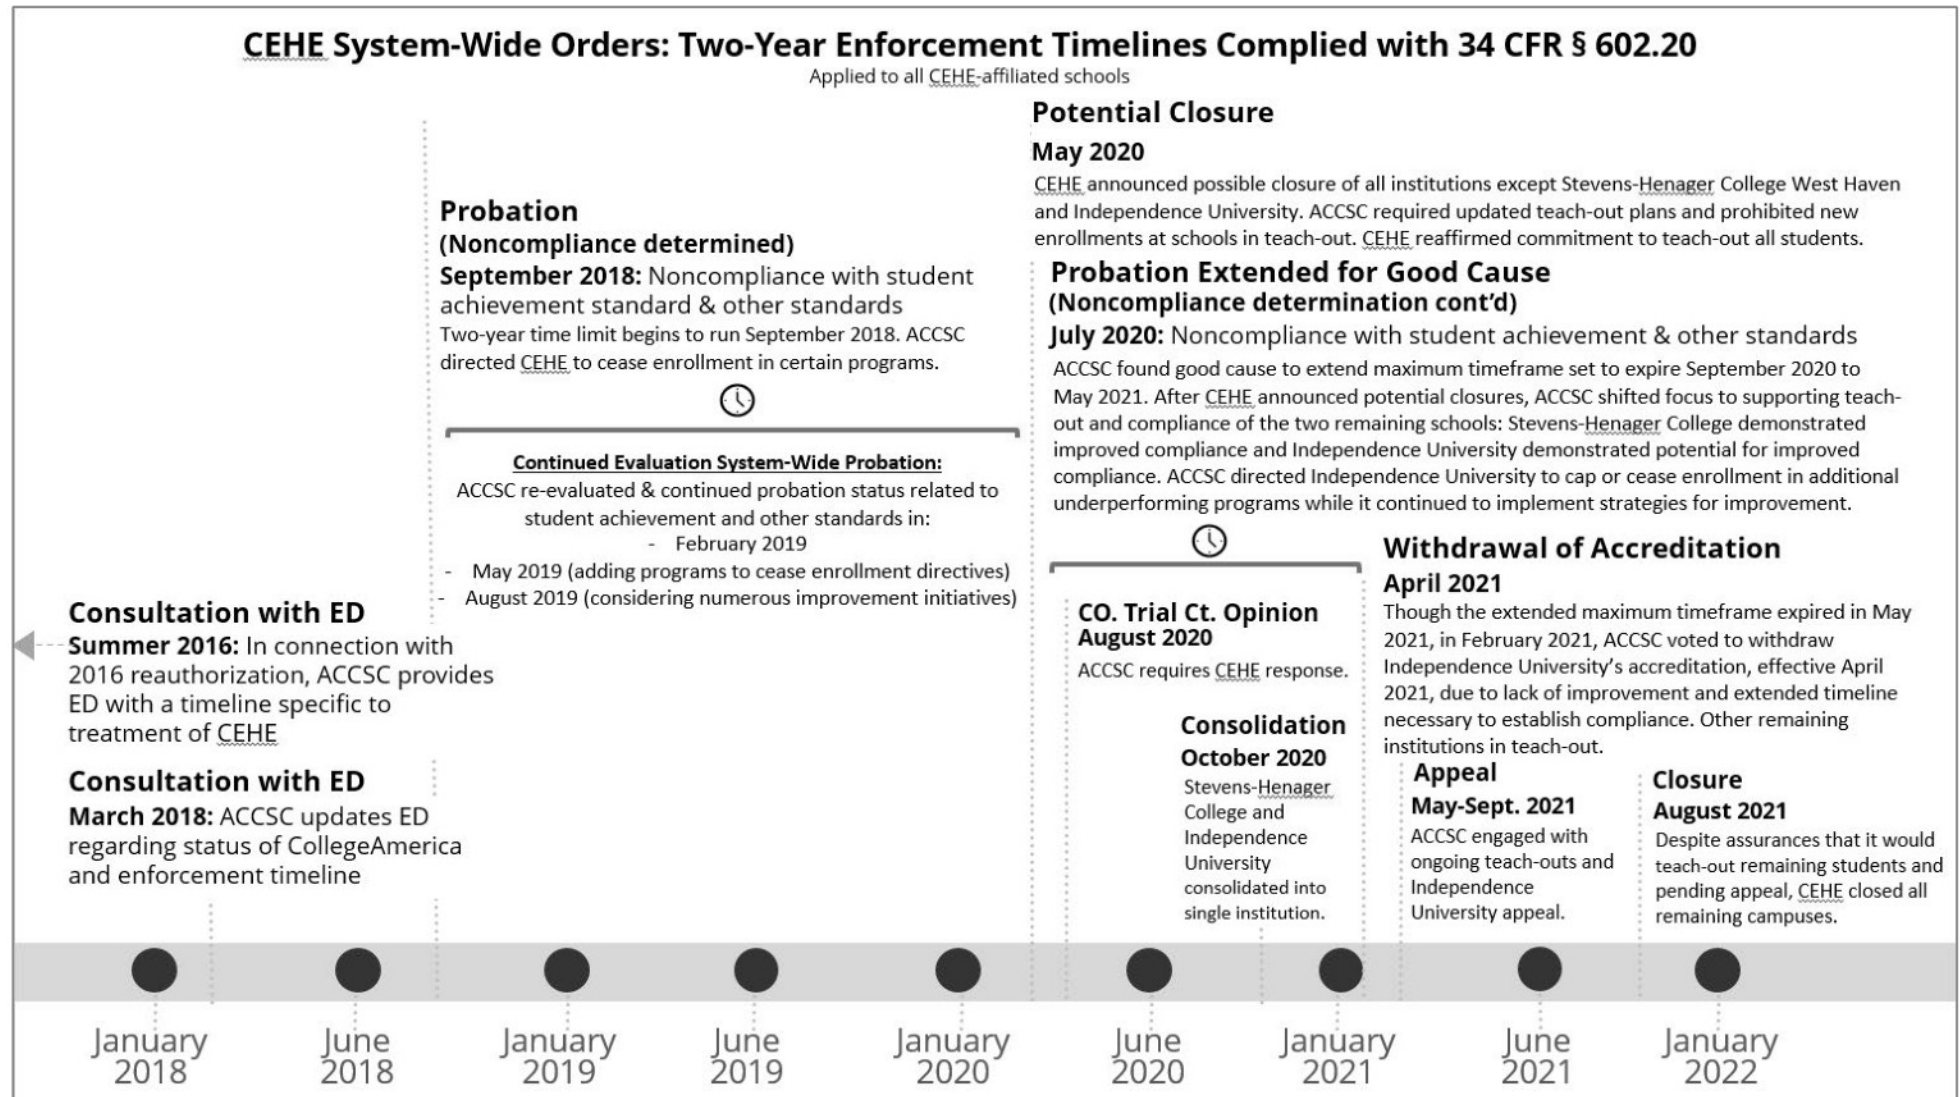 CEHE System-Wide Orders: Two-Year Enforcement Timelines Complied with 34 CFR § 602.20
Applied to all CEHE-affiliated schools
Consultation with ED
Summer 2016: In connection with
2016 reauthorization, ACCSC provides
ED with a timeline specific to
treatment of CEHE
Consultation with ED
March 2018: ACCSC updates ED
regarding status of CollegeAmerica
and enforcement timeline
Probation
(Noncompliance determined)
September 2018: Noncompliance with student
achievement standard & other standards
Two-year time limit begins to run September 2018. ACCSC
directed CEHE to cease enrollment in certain programs.
Continued Evaluation System-Wide Probation:
ACCSC re-evaluated & continued probation status related to
student achievement and other standards in:
- February 2019
- May 2019 (adding programs to cease enrollment directives)
- August 2019 (considering numerous improvement initiatives)
Potential Closure
May 2020
CEHE announced possible closure of all institutions except Stevens-Henager College West Haven
and Independence University. ACCSC required updated teach-out plans and prohibited new
enrollments at schools in teach-out. CEHE reaffirmed commitment to teach-out all students.
Probation Extended for Good Cause
(Noncompliance determination cont’d)
July 2020: Noncompliance with student achievement & other standards
ACCSC found good cause to extend maximum timeframe set to expire September 2020 to
May 2021. After CEHE announced potential closures, ACCSC shifted focus to supporting teach-
out and compliance of the two remaining schools: Stevens-Henager College demonstrated
improved compliance and Independence University demonstrated potential for improved
compliance. ACCSC directed Independence University to cap or cease enrollment in additional
underperforming programs while it continued to implement strategies for improvement.
CO. Trial Ct. Opinion
August 2020
ACCSC requires CEHE response.
Consolidation
October 2020
Stevens-Henager
College and
Independence
University
consolidated into
single institution.
Withdrawal of Accreditation
April 2021
Though the extended maximum timeframe expired in May
2021, in February 2021, ACCSC voted to withdraw
Independence University’s accreditation, effective April
2021, due to lack of improvement and extended timeline
necessary to establish compliance. Other remaining
institutions in teach-out.
Appeal
May-Sept. 2021
ACCSC engaged with
ongoing teach-outs and
Independence
University appeal.
Closure
August 2021
Despite assurances that it would
teach-out remaining students and
pending appeal, CEHE closed all
remaining campuses.
January
2018
June
2018
January
2019
June
2019
January
2020
June
2020
January
2021
June
2021
January
2022